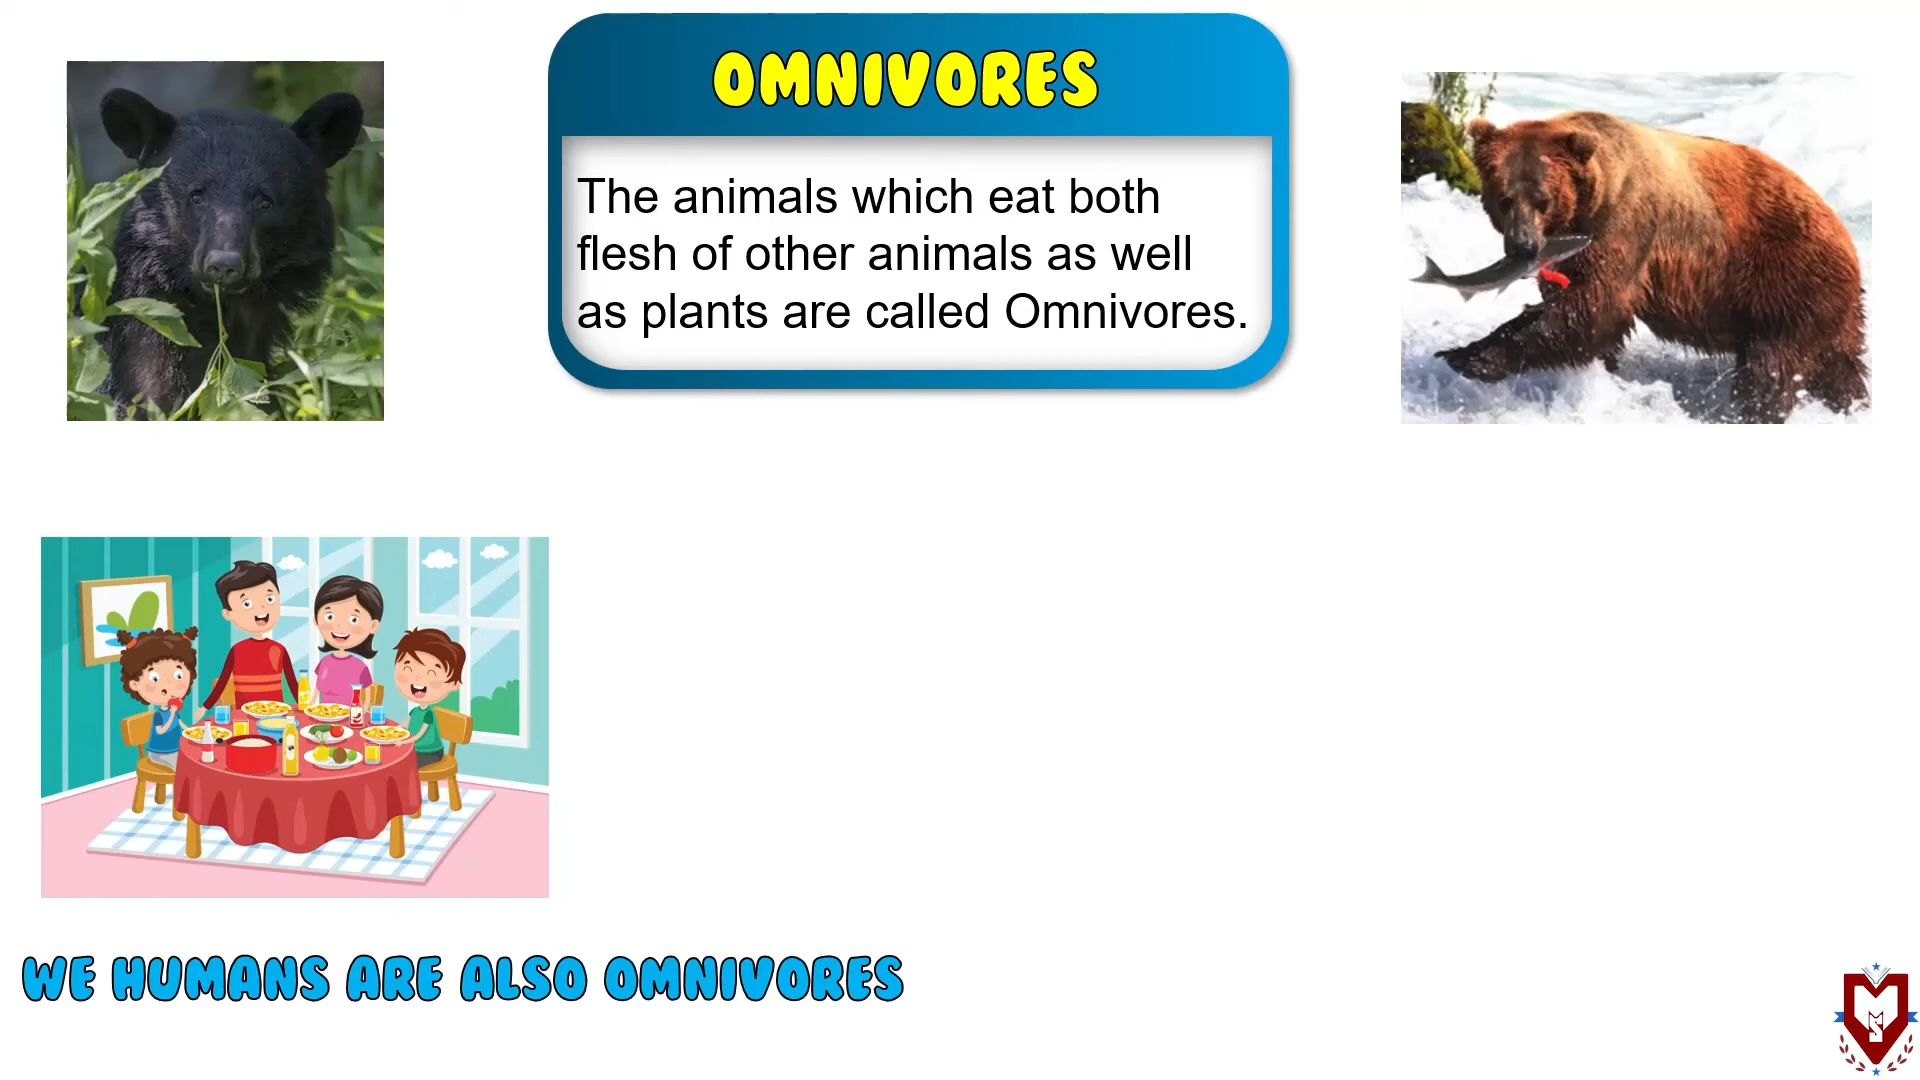 OMNIVORES
The animals which eat both
flesh of other animals as well
as plants are called Omnivores.
WE HUMANS ARE ALSO OMNIVORES